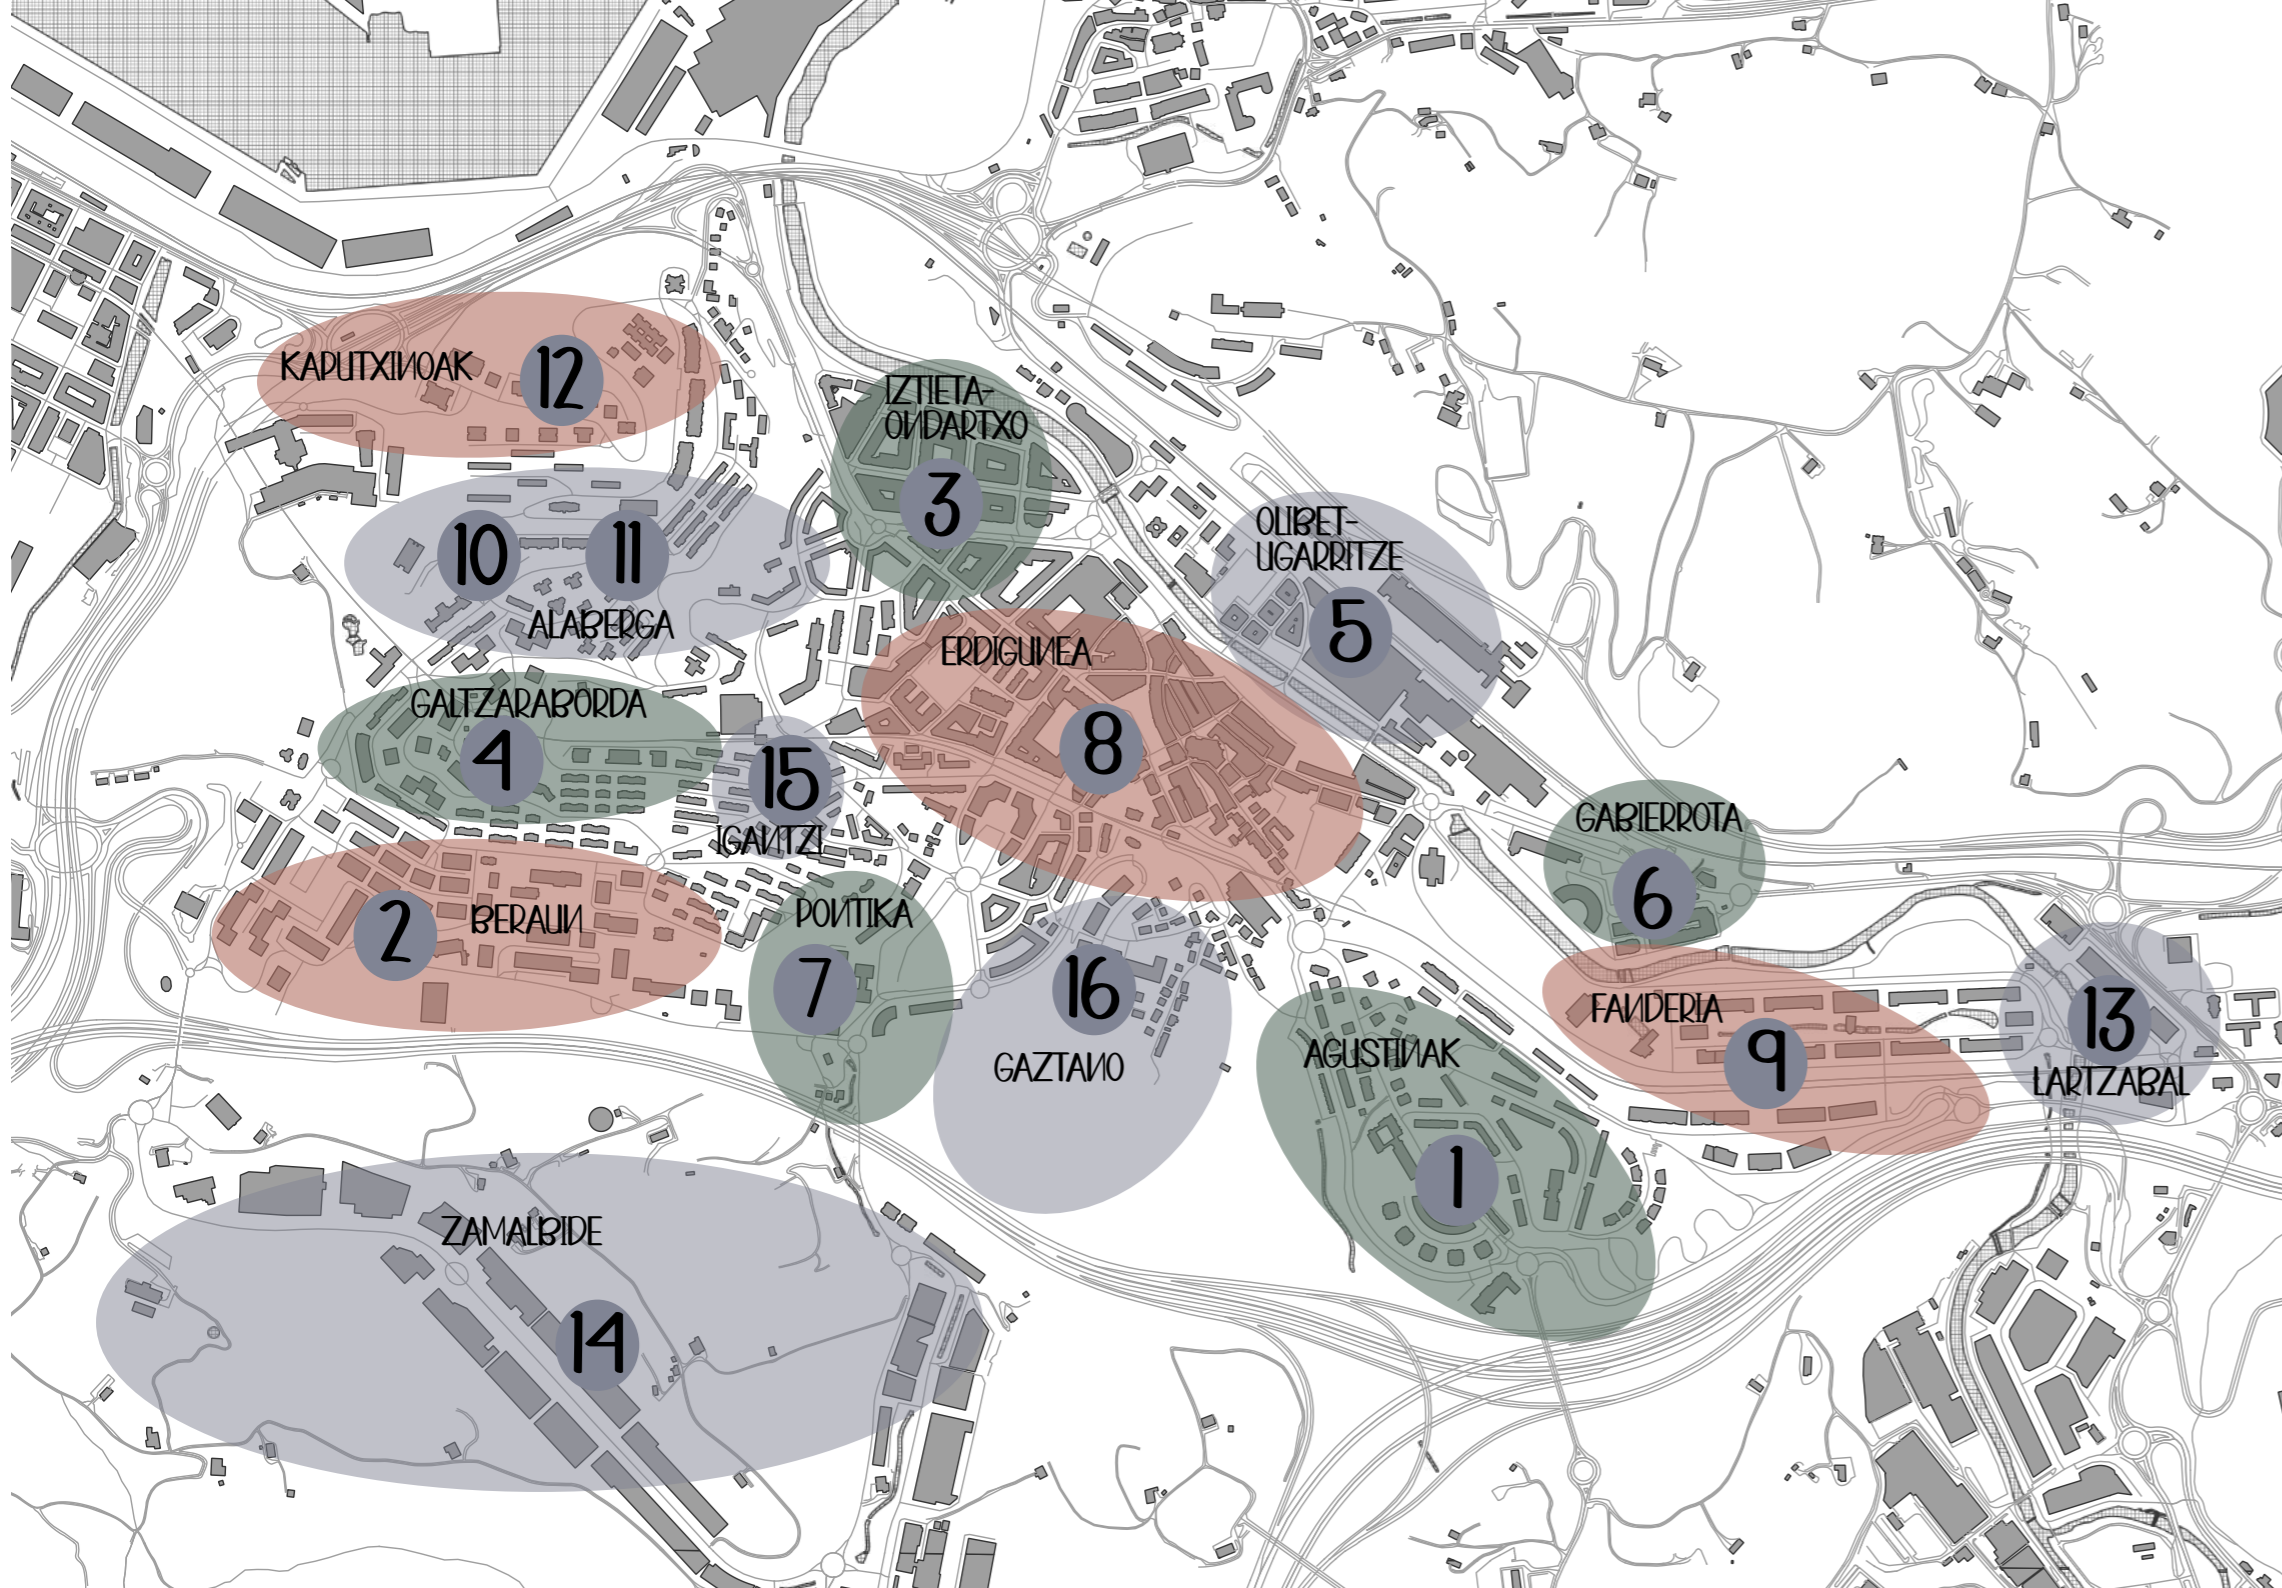 KAPUTXINOAK
12
IZTIETA-
ONDARTXO
3
10
11
ALABERGA
OLIBET-
UGARRITZE
5
ERDIGUNEA
8
GALTZARABORDA
4
15
IGANTZI
GABIERROTA
6
2
BERAUN
PONTIKA
7
16
GAZTAÑO
FANDERIA
9
13
LARTZABAL
AGUSTINAK
1
ZAMALBIDE
14